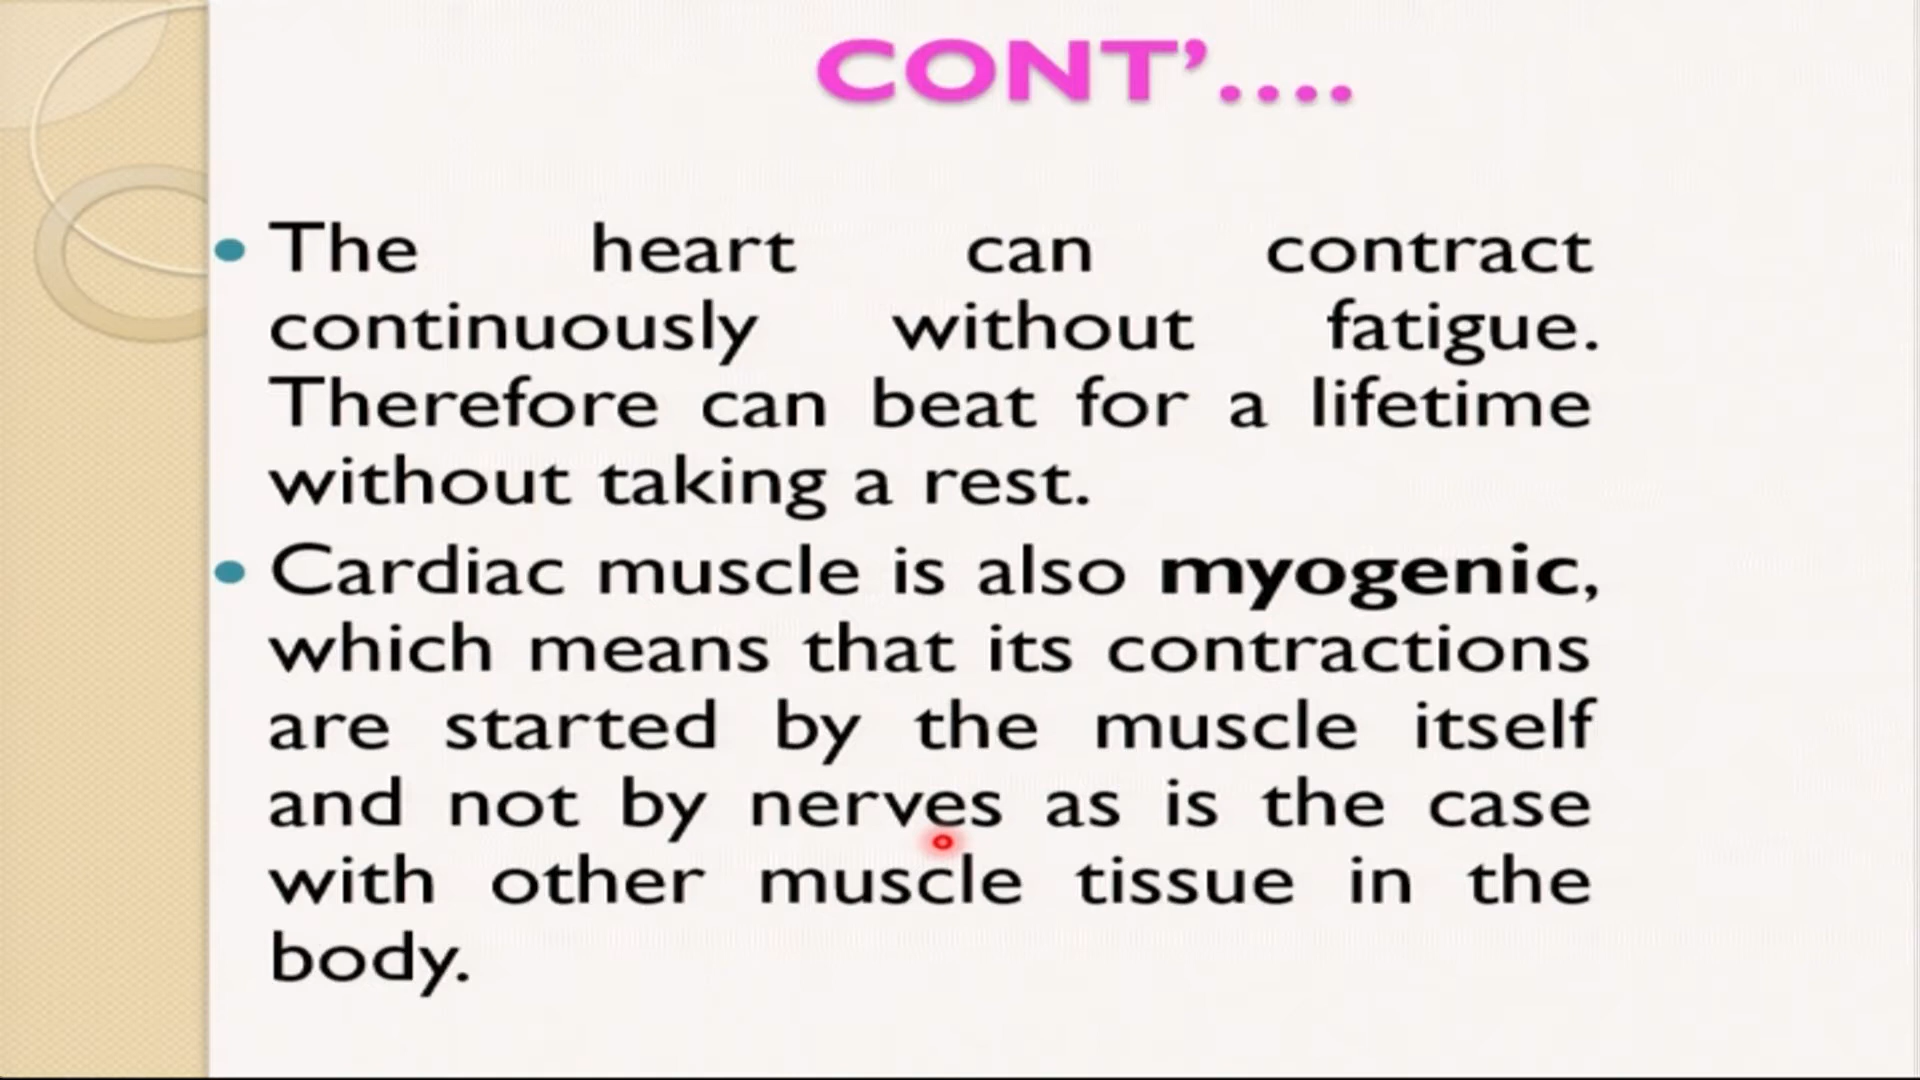 CONT’....
• The heart can contract
continuously without fatigue.
Therefore can beat for a lifetime
without taking a rest.
• Cardiac muscle is also myogenic,
which means that its contractions
are started by the muscle itself
and not by nerves as is the case
with other muscle tissue in the
body.